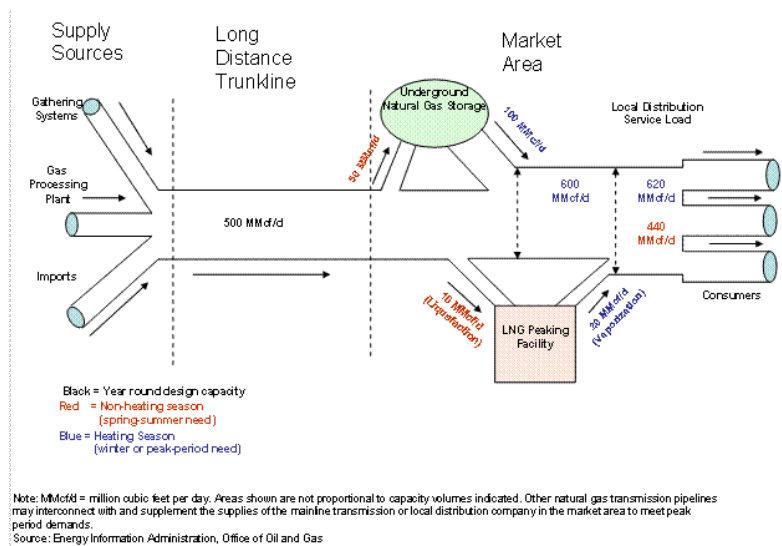 Supply
Sources
Long
Distance
Trunkline
Market
Area
Gathering
Systems
Gas
Processing
Plant
Imports
500 MMcf/d
50 MMcf/d
Underground
Natural Gas Storage
100 MMcf/d
Local Distribution
Service Load
600
MMcf/d
620
MMcf/d
440
MMcf/d
10 MMcf/d
(Liquefaction)
LNG Peaking
Facility
20 MMcf/d
(Vaporization)
Consumers
Black = Year round design capacity
Red = Non-heating season
(spring-summer need)
Blue = Heating Season
(winter or peak-period need)
Note: MMcf/d = million cubic feet per day. Areas shown are not proportional to capacity volumes indicated. Other natural gas transmission pipelines
may interconnect with and supplement the supplies of the mainline transmission or local distribution company in the market area to meet peak
period demands.
Source: Energy Information Administration, Office of Oil and Gas